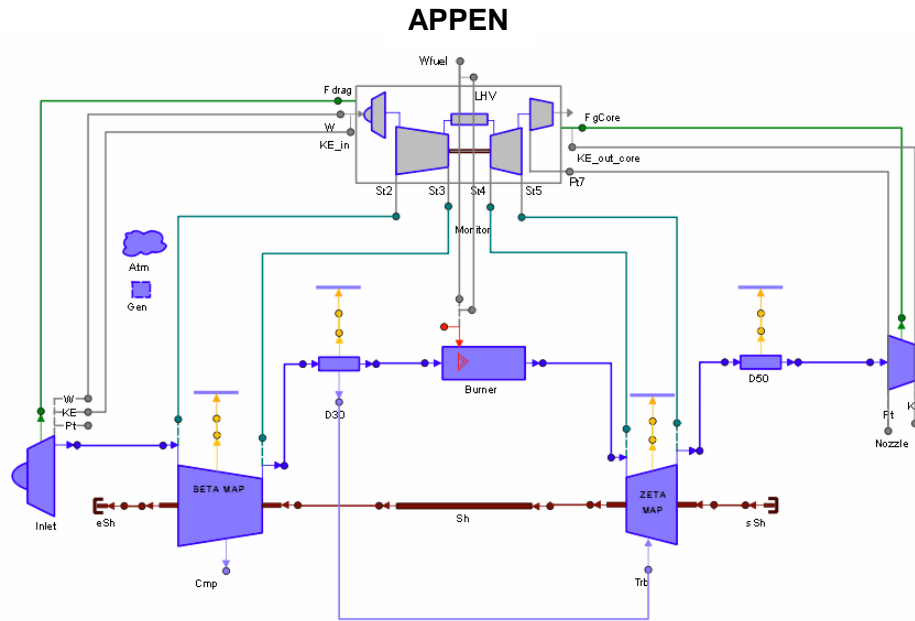 APPEN
Wfuel
Fdrag
LHV
W
KE_in
FgCore
KE_out_core
Pt7
St2
St3
St4
St5
Monitor
Atm
Gen
D30
Burner
D50
W
KE
Pt
Pt
K
Nozzle
BETA MAP
ZETA
MAP
Inlet
eSh
Sh
sSh
Cmp
Trb